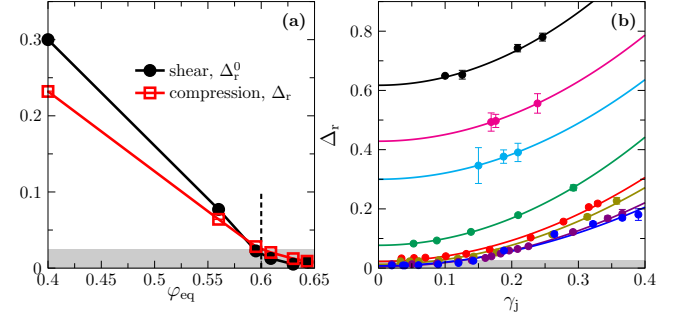 (a)
0.3
0.2
0.1
0
0.4 0.45 0.5 0.55 0.6 0.65
φeq
shear, Δr⁰
compression, Δr
(b)
0.8
0.6
0.4
0.2
0
0 0.1 0.2 0.3 0.4
Δr
γj